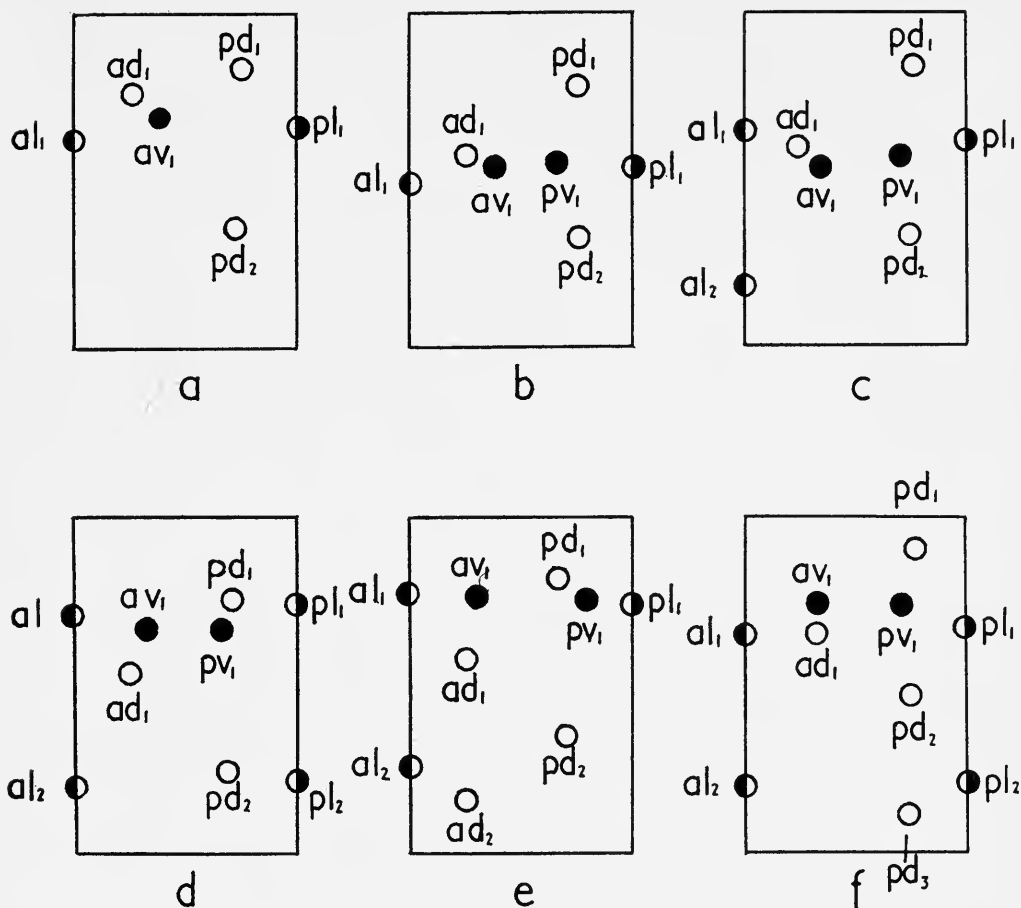 pd₁
ad₁
al₁
av₁
pl₁
pd₂
a
pd₁
ad₁
al₁
av₁
pv₁
pl₁
pd₂
b
pd₁
al₁
ad₁
pl₁
av₁
pv₁
al₂
pd₂
c
pd₁
av₁
al
pl₁
pv₁
ad₁
al₂
pd₂
pl₂
d
pd₁
av₁
al₁
pl₁
pv₁
ad₁
pd₂
al₂
ad₂
e
pd₁
av₁
al₁
pv₁
pl₁
ad₁
pd₂
al₂
pl₂
pd₃
f